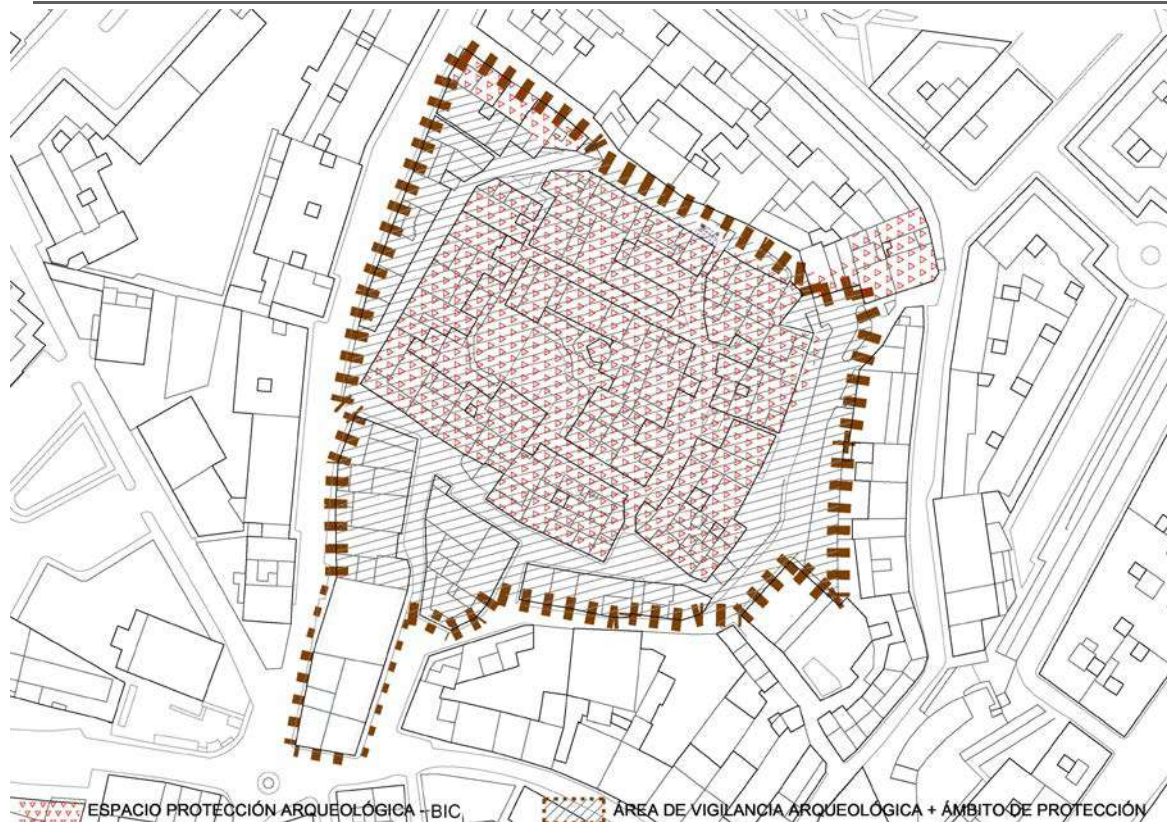 ESPACIO PROTECCIÓN ARQUEOLÓGICA - BIC
ÁREA DE VIGILANCIA ARQUEOLÓGICA + ÁMBITO DE PROTECCIÓN